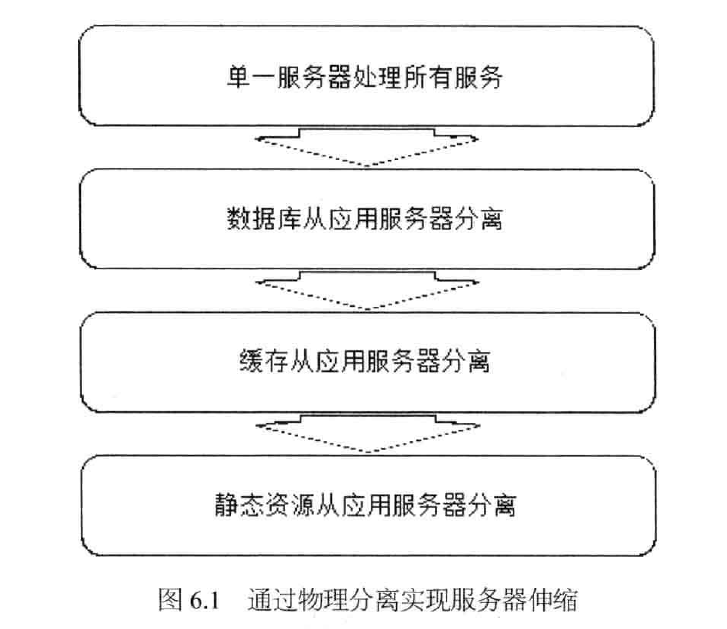 单一服务器处理所有服务
数据库从应用服务器分离
缓存从应用服务器分离
静态资源从应用服务器分离
图 6.1 通过物理分离实现服务器伸缩